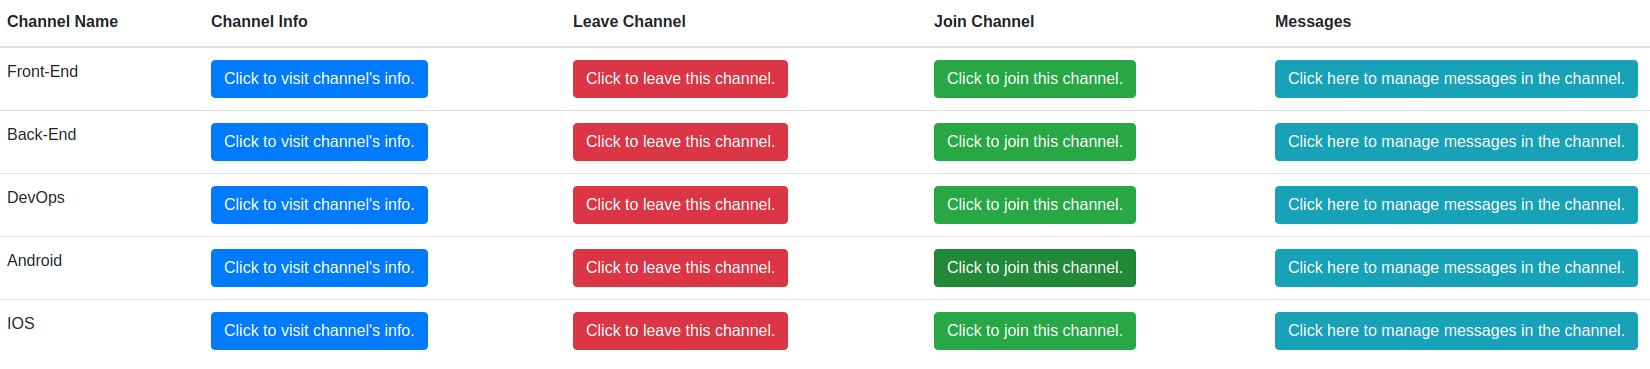 Channel Name Channel Info Leave Channel Join Channel Messages
Front-End Click to visit channel's info. Click to leave this channel. Click to join this channel. Click here to manage messages in the channel.
Back-End Click to visit channel's info. Click to leave this channel. Click to join this channel. Click here to manage messages in the channel.
DevOps Click to visit channel's info. Click to leave this channel. Click to join this channel. Click here to manage messages in the channel.
Android Click to visit channel's info. Click to leave this channel. Click to join this channel. Click here to manage messages in the channel.
IOS Click to visit channel's info. Click to leave this channel. Click to join this channel. Click here to manage messages in the channel.